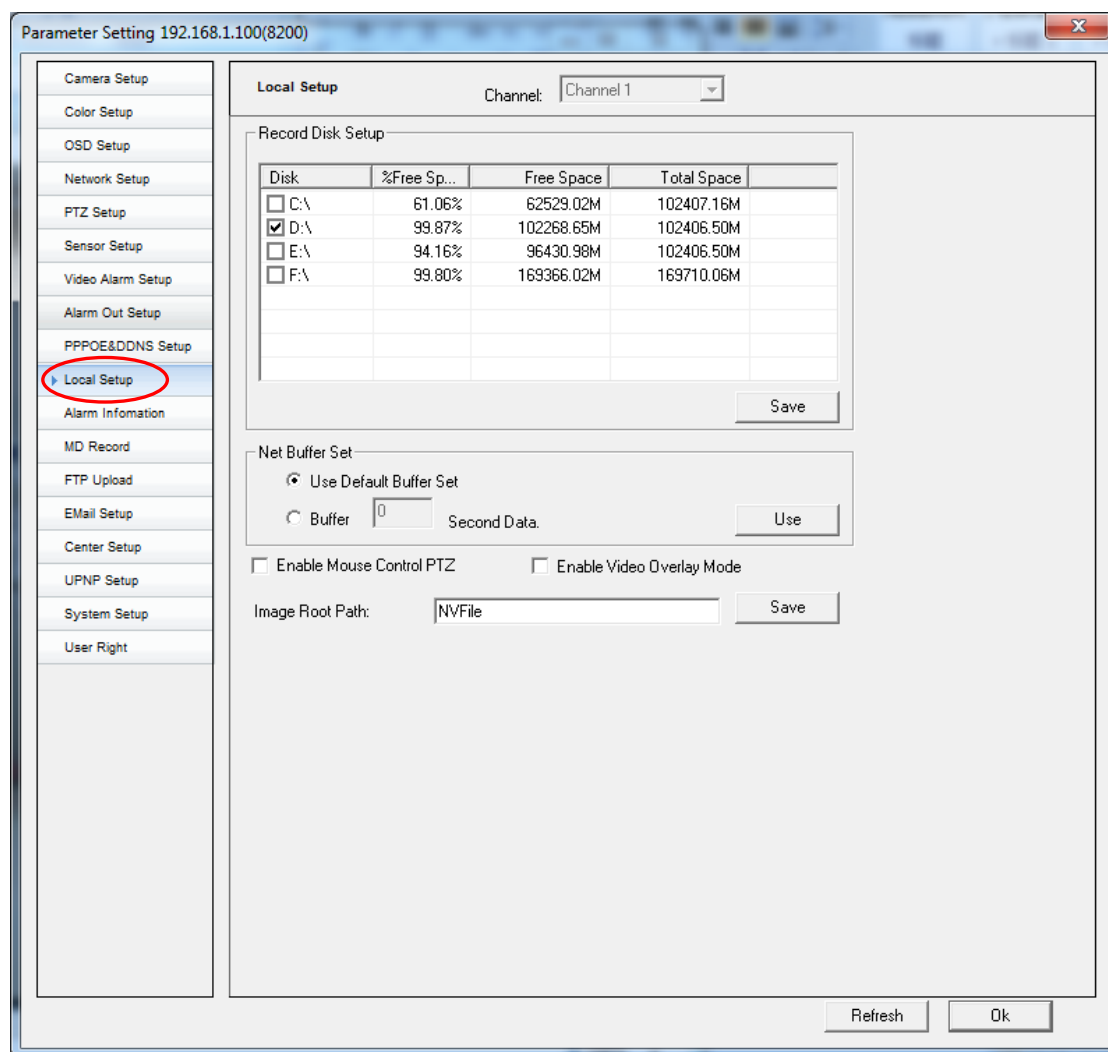 Parameter Setting 192.168.1.100(8200)
Camera Setup
Color Setup
OSD Setup
Network Setup
PTZ Setup
Sensor Setup
Video Alarm Setup
Alarm Out Setup
PPPOE&DDNS Setup
Local Setup
Alarm Infomation
MD Record
FTP Upload
EMail Setup
Center Setup
UPNP Setup
System Setup
User Right
Local Setup Channel: Channel 1
Record Disk Setup
Disk %Free Sp... Free Space Total Space
C:\ 61.06% 62529.02M 102407.16M
D:\ 99.87% 102268.65M 102406.50M
E:\ 94.16% 96430.98M 102406.50M
F:\ 99.80% 169366.02M 169710.06M
Save
Net Buffer Set
Use Default Buffer Set
Buffer 0 Second Data. Use
Enable Mouse Control PTZ Enable Video Overlay Mode
Image Root Path: NVFile Save
Refresh Ok